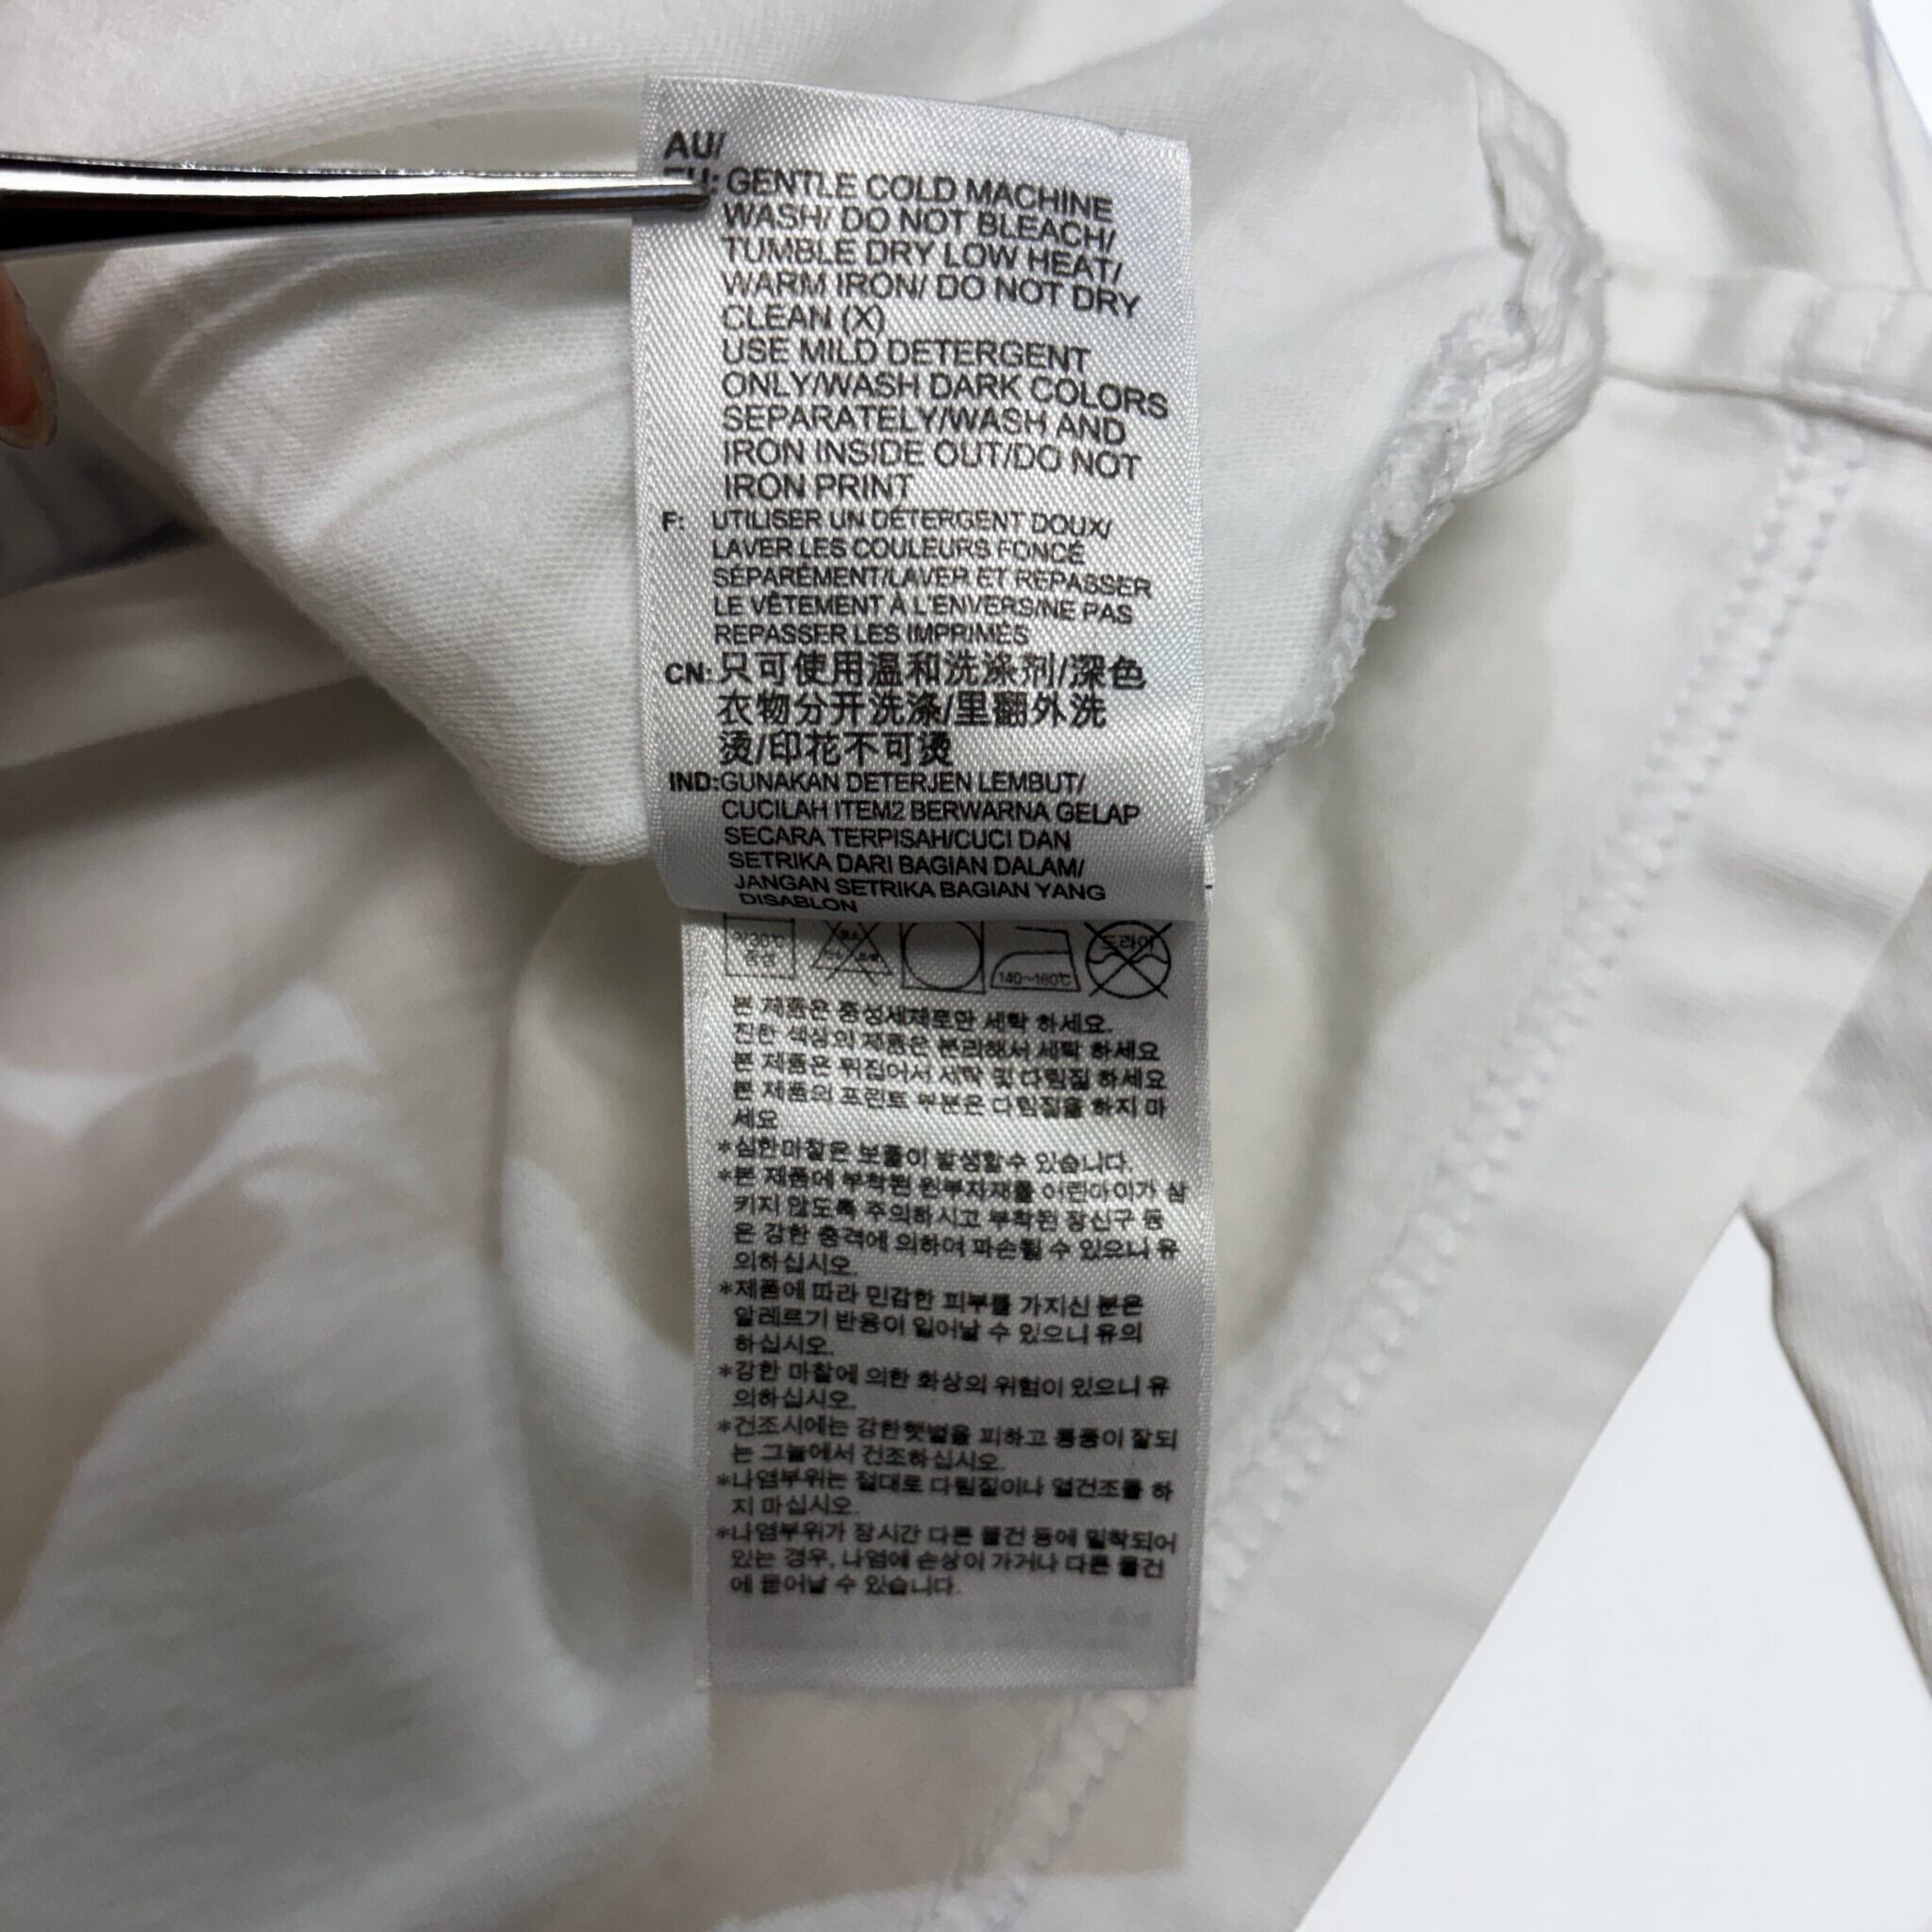 AU/
EU: GENTLE COLD MACHINE
WASH/ DO NOT BLEACH/
TUMBLE DRY LOW HEAT/
WARM IRON/ DO NOT DRY
CLEAN (X)
USE MILD DETERGENT
ONLY/WASH DARK COLORS
SEPARATELY/WASH AND
IRON INSIDE OUT/DO NOT
IRON PRINT
F: UTILISER UN DÉTERGENT DOUX/
LAVER LES COULEURS FONCÉ
SÉPARÉMENT/LAVER ET REPASSER
LE VÊTEMENT À L'ENVERS/NE PAS
REPASSER LES IMPRIMÉS
CN: 只可使用温和洗涤剂/深色
衣物分开洗涤/里翻外洗
烫/印花不可烫
IND: GUNAKAN DETERJEN LEMBUT/
CUCILAH ITEM2 BERWARNA GELAP
SECARA TERPISAH/CUCI DAN
SETRIKA DARI BAGIAN DALAM/
JANGAN SETRIKA BAGIAN YANG
DISABLON
약30℃ 140~160℃ 드라이
중성
본 제품은 중성세제로만 세탁 하세요.
진한 색상의 제품은 분리해서 세탁 하세요
본 제품은 뒤집어서 세탁 및 다림질 하세요
본 제품의 프린트 부분은 다림질을 하지 마
세요
*심한마찰은 보풀이 발생할수 있습니다.
*본 제품에 부착된 원부자재를 어린아이가 삼
키지 않도록 주의하시고 부착된 장신구 등
은 강한 충격에 의하여 파손될 수 있으니 유
의하십시오.
*제품에 따라 민감한 피부를 가지신 분은
알레르기 반응이 일어날 수 있으니 유의
하십시오.
*강한 마찰에 의한 화상의 위험이 있으니 유
의하십시오.
*건조시에는 강한햇볕을 피하고 통풍이 잘되
는 그늘에서 건조하십시오.
*나염부위는 절대로 다림질이나 열건조를 하
지 마십시오.
*나염부위가 장시간 다른 물건 등에 밀착되어
있는 경우, 나염에 손상이 가거나 다른 물건
에 묻어날 수 있습니다.